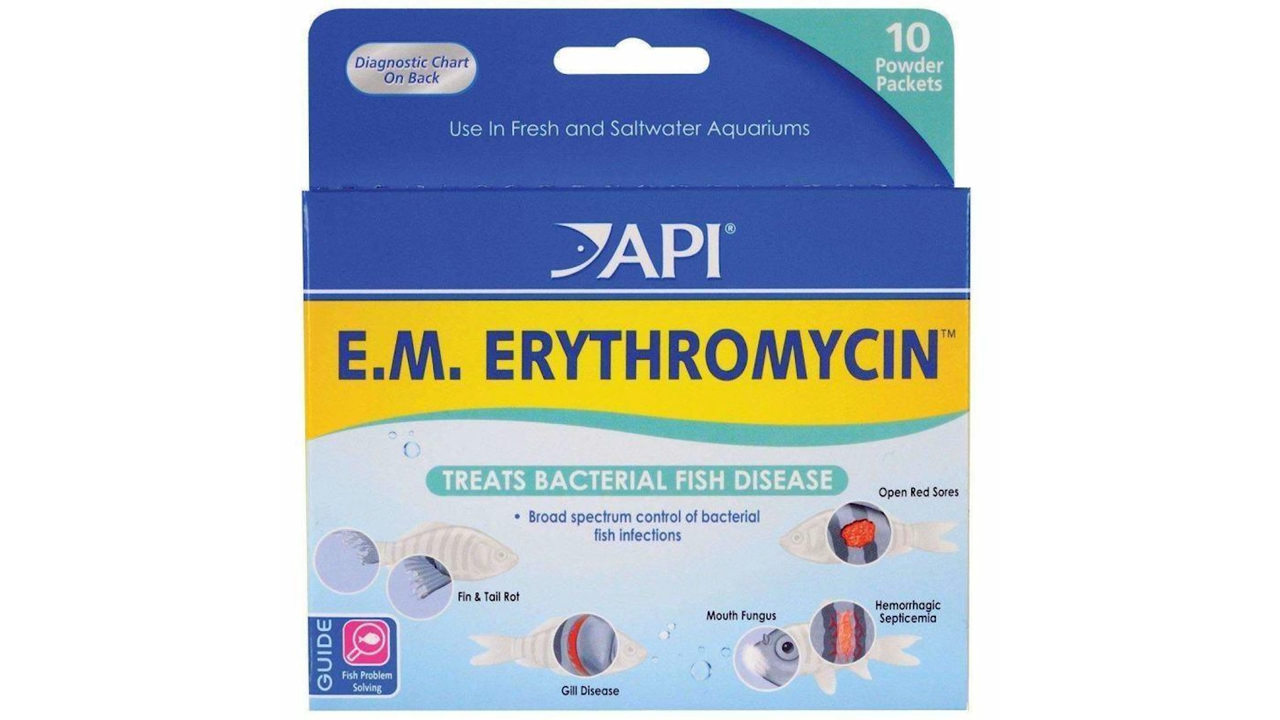 Diagnostic Chart
On Back
10
Powder
Packets
Use In Fresh and Saltwater Aquariums
API®
E.M. ERYTHROMYCIN™
TREATS BACTERIAL FISH DISEASE
• Broad spectrum control of bacterial
fish infections
Open Red Sores
Fin & Tail Rot
Mouth Fungus
Hemorrhagic
Septicemia
Gill Disease
GUIDE
Fish Problem
Solving